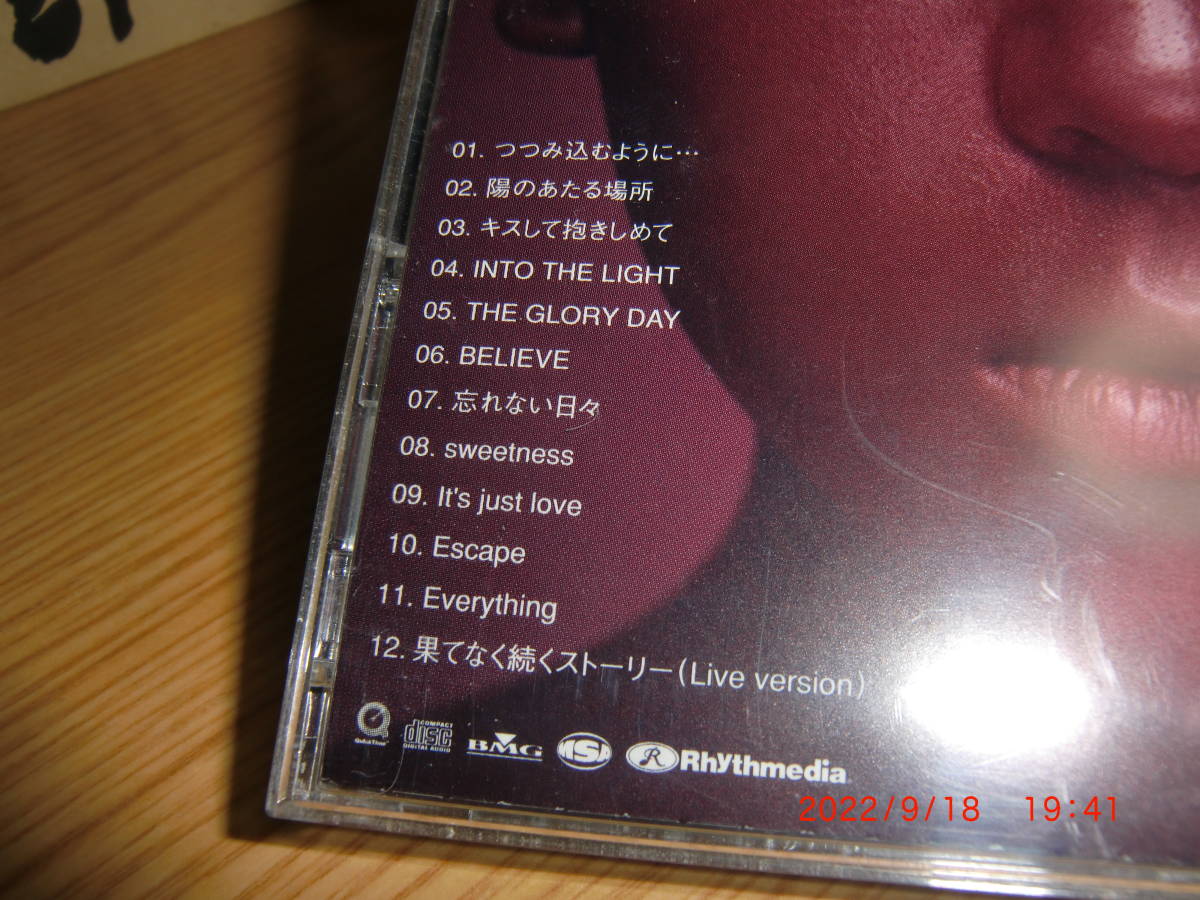 01. つつみ込むように…
02. 陽のあたる場所
03. キスして抱きしめて
04. INTO THE LIGHT
05. THE GLORY DAY
06. BELIEVE
07. 忘れない日々
08. sweetness
09. It's just love
10. Escape
11. Everything
12. 果てなく続くストーリー(Live version)
QuickTime COMPACT disc DIGITAL AUDIO BMG MSA R Rhythmedia
2022/9/18 19:41